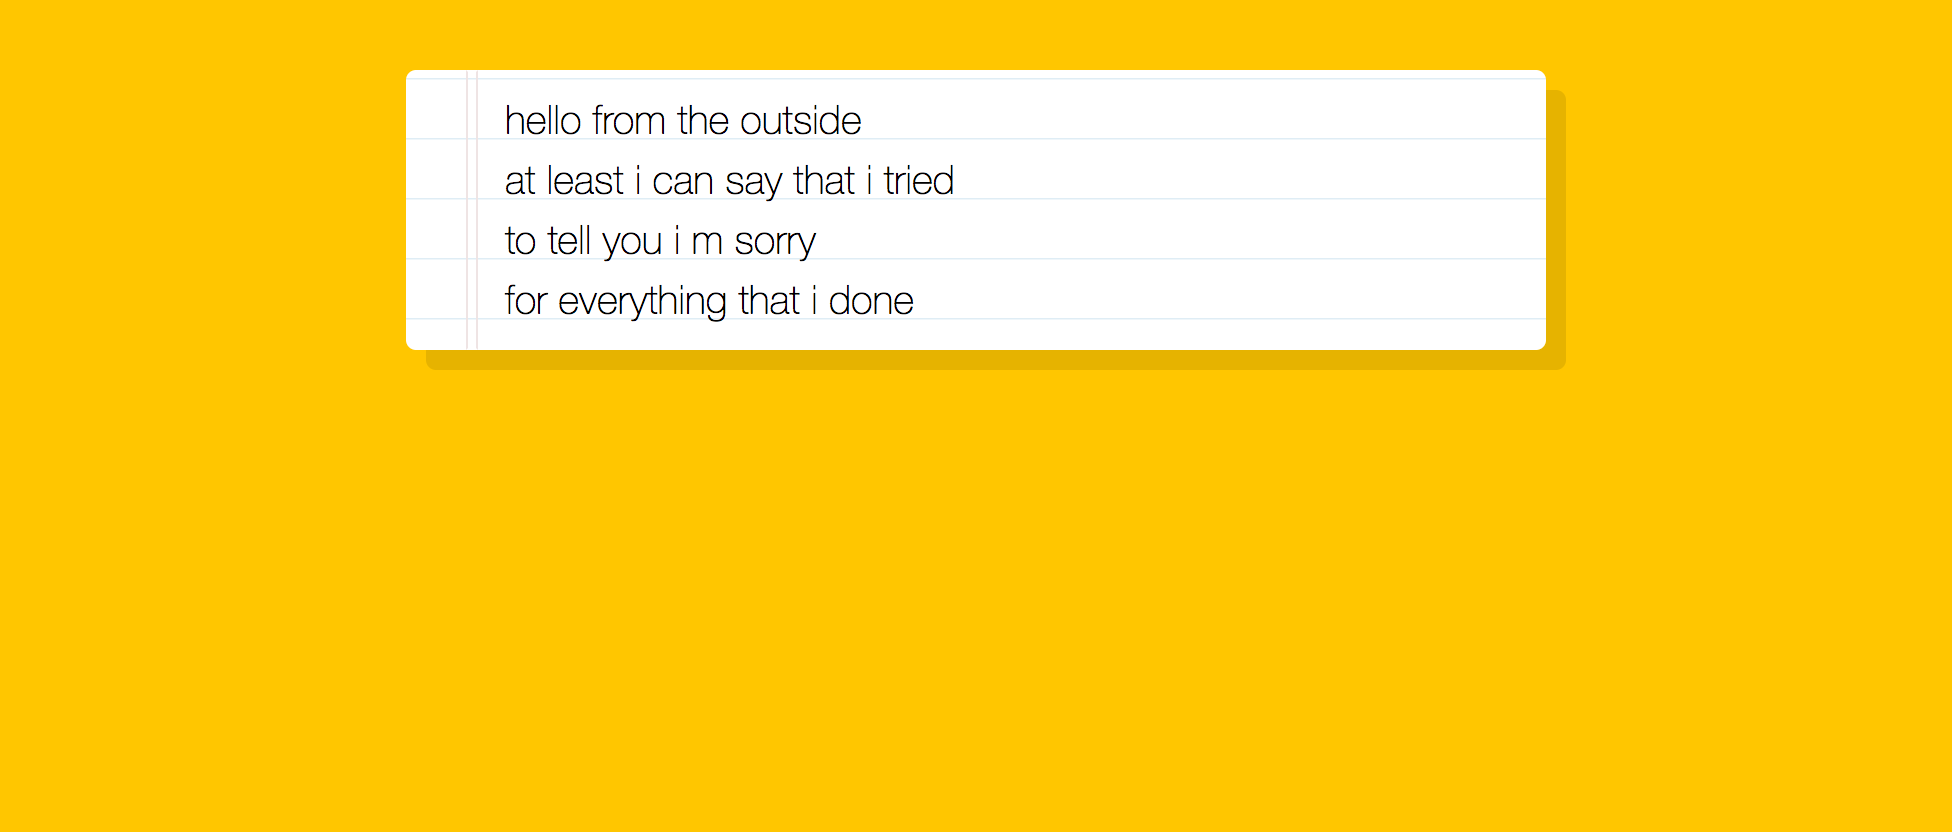 hello from the outside
at least i can say that i tried
to tell you i m sorry
for everything that i done